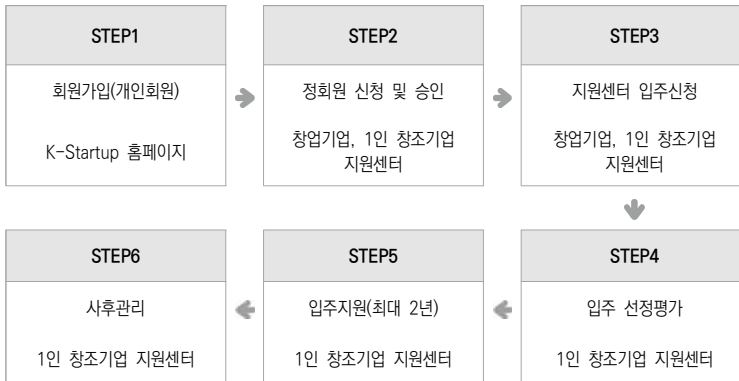 STEP1
회원가입(개인회원)
K-Startup 홈페이지
STEP2
정회원 신청 및 승인
창업기업, 1인 창조기업
지원센터
STEP3
지원센터 입주신청
창업기업, 1인 창조기업
지원센터
STEP4
입주 선정평가
1인 창조기업 지원센터
STEP5
입주지원(최대 2년)
1인 창조기업 지원센터
STEP6
사후관리
1인 창조기업 지원센터